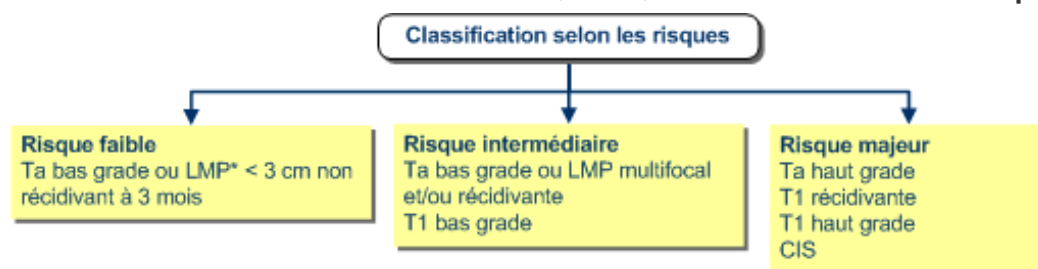 Classification selon les risques
Risque faible
Ta bas grade ou LMP* < 3 cm non
récidivant à 3 mois
Risque intermédiaire
Ta bas grade ou LMP multifocal
et/ou récidivante
T1 bas grade
Risque majeur
Ta haut grade
T1 récidivante
T1 haut grade
CIS